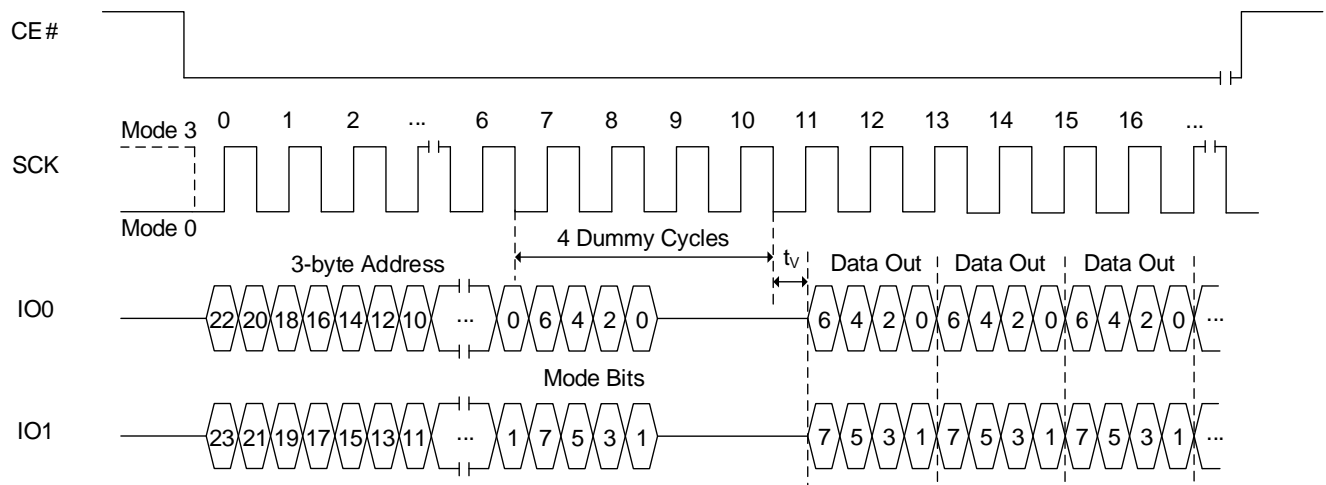 CE#
0 1 2 ... 6 7 8 9 10 11 12 13 14 15 16 ...
Mode 3
SCK
Mode 0
4 Dummy Cycles
3-byte Address
tV
Data Out Data Out Data Out
IO0
22 20 18 16 14 12 10 ... 0 6 4 2 0 6 4 2 0 6 4 2 0 6 4 2 0 ...
Mode Bits
IO1
23 21 19 17 15 13 11 ... 1 7 5 3 1 7 5 3 1 7 5 3 1 7 5 3 1 ...